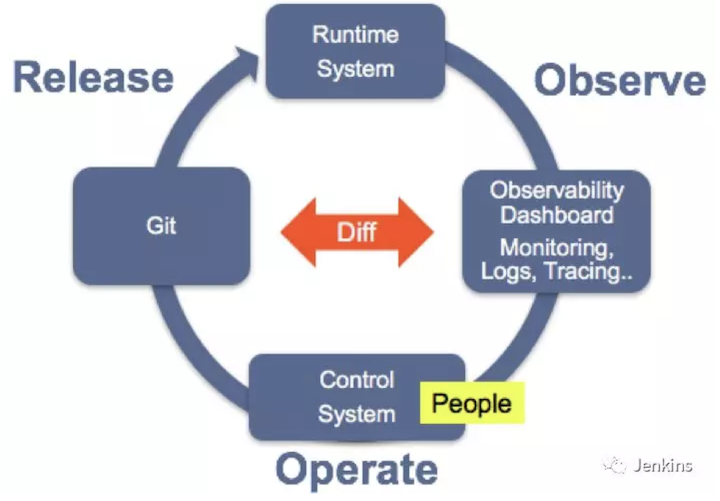 Runtime
System
Release
Observe
Git
Diff
Observability
Dashboard
Monitoring,
Logs, Tracing..
Control
System
People
Operate
Jenkins